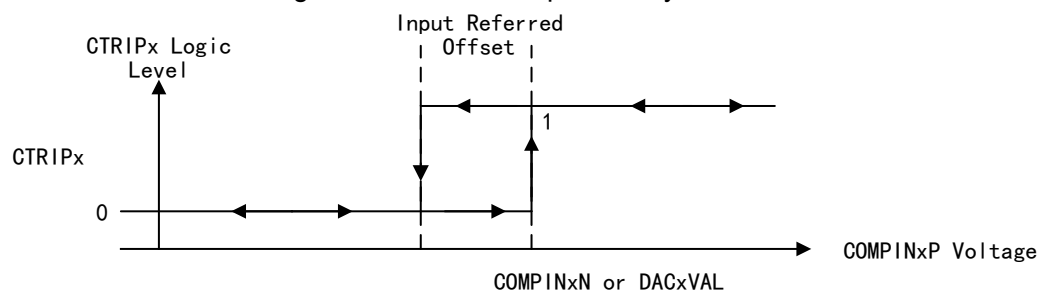 Input Referred
Offset
CTRIPx Logic
Level
1
CTRIPx
0
COMPINxP Voltage
COMPINxN or DACxVAL